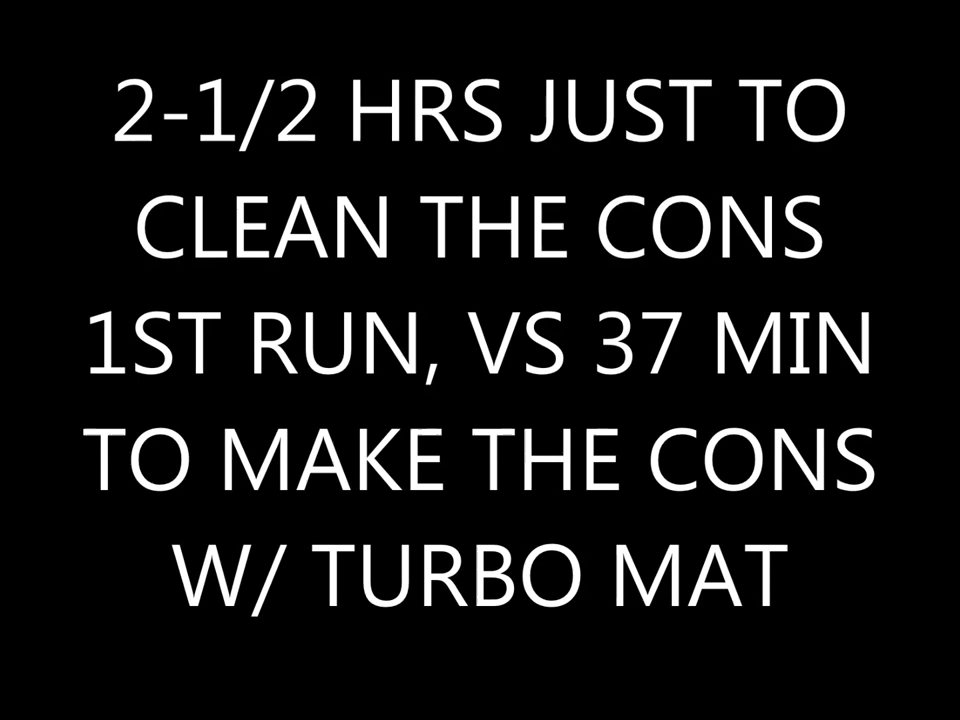 2-1/2 HRS JUST TO
CLEAN THE CONS
1ST RUN, VS 37 MIN
TO MAKE THE CONS
W/ TURBO MAT